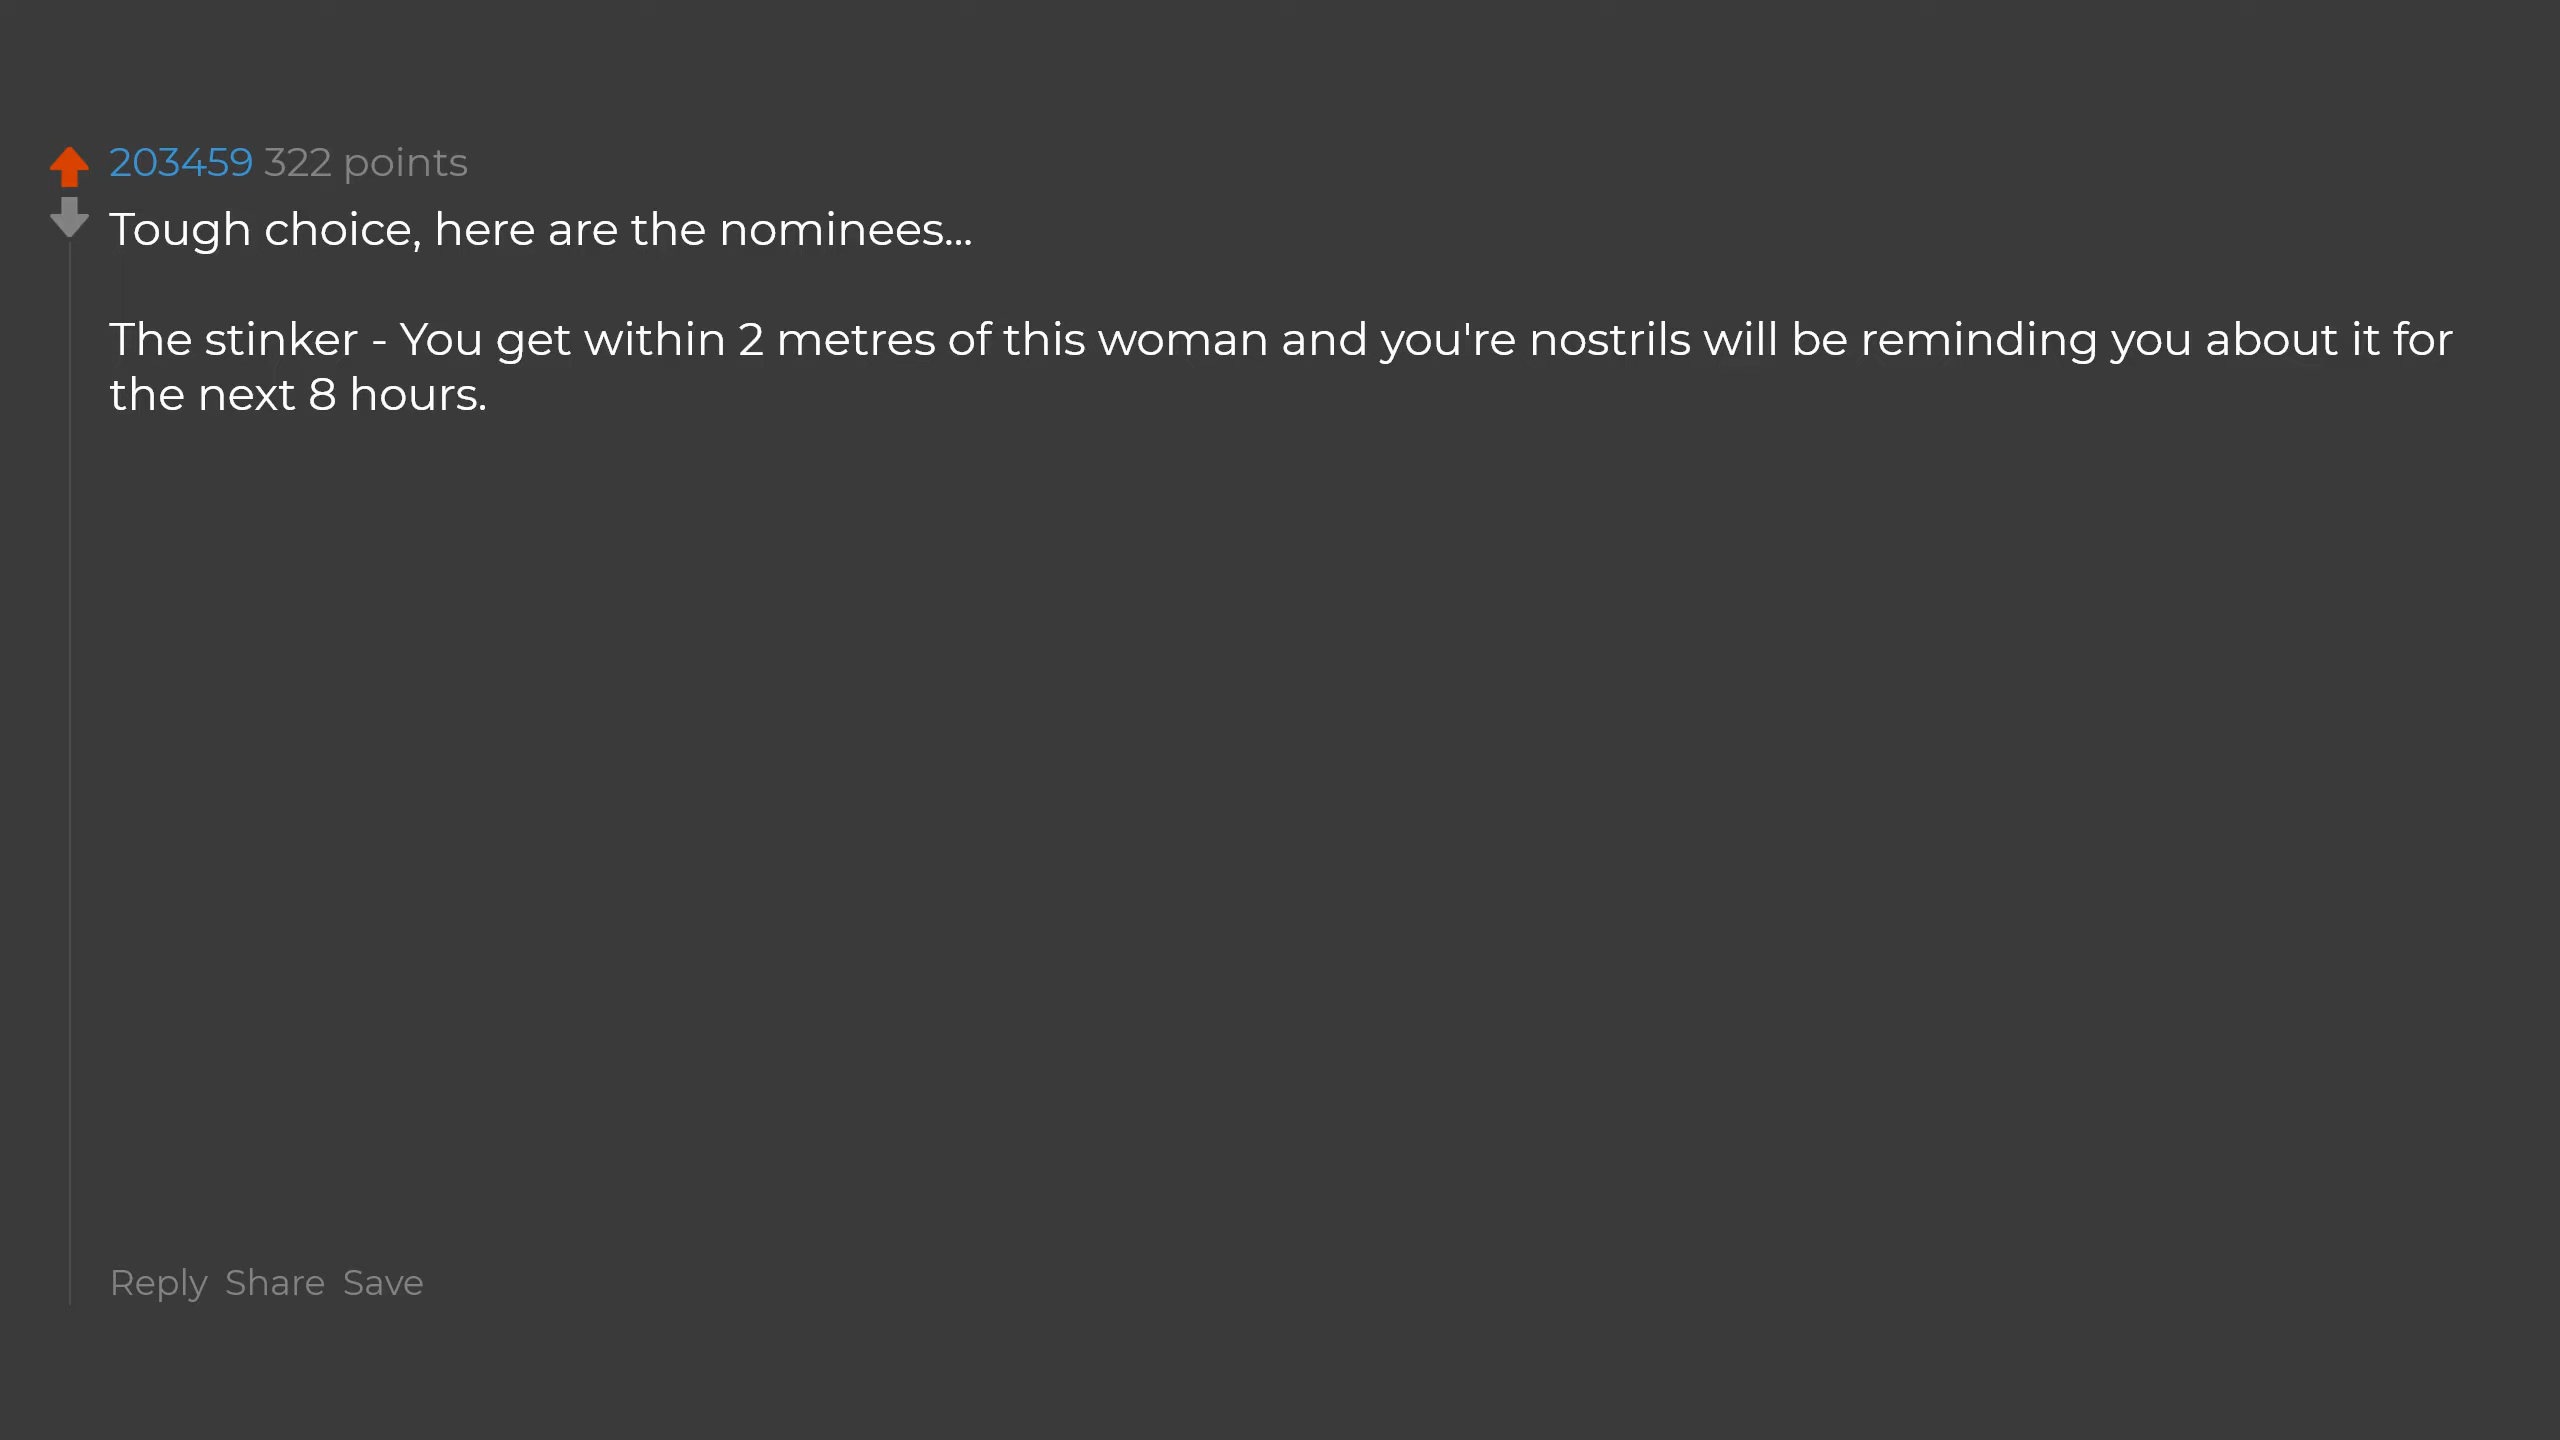 203459 322 points
Tough choice, here are the nominees...
The stinker - You get within 2 metres of this woman and you're nostrils will be reminding you about it for
the next 8 hours.
Reply Share Save